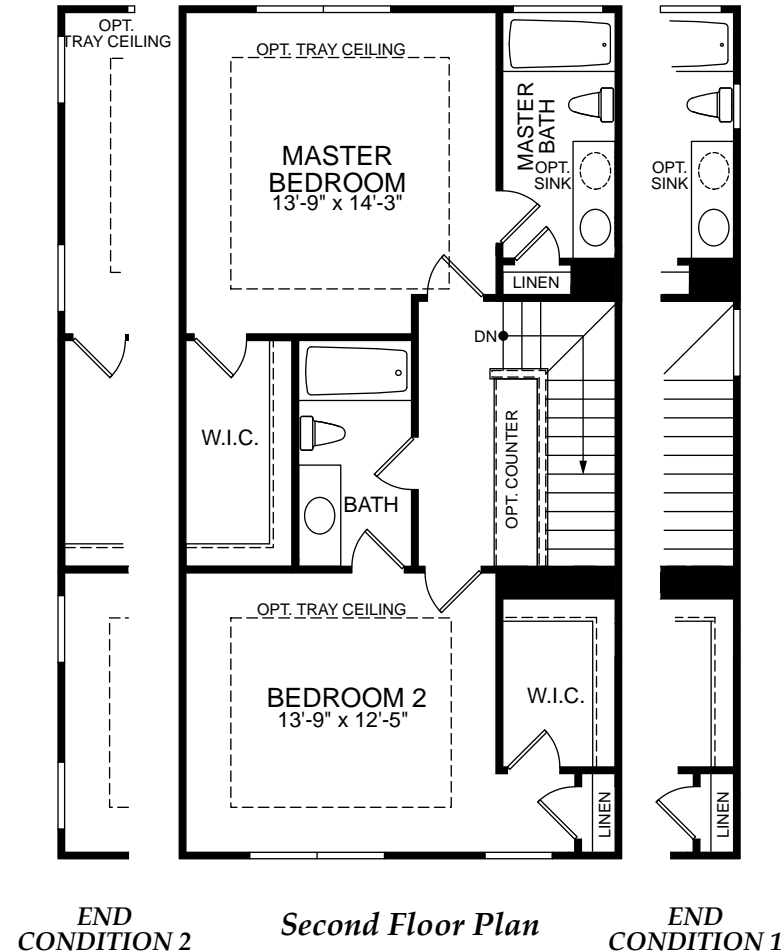 OPT.
TRAY CEILING
OPT. TRAY CEILING
MASTER
BEDROOM
13'-9" x 14'-3"
MASTER
BATH
OPT.
SINK
OPT.
SINK
LINEN
DN
W.I.C.
OPT. COUNTER
BATH
OPT. TRAY CEILING
BEDROOM 2
13'-9" x 12'-5"
W.I.C.
LINEN
LINEN
END
CONDITION 2
Second Floor Plan
END
CONDITION 1